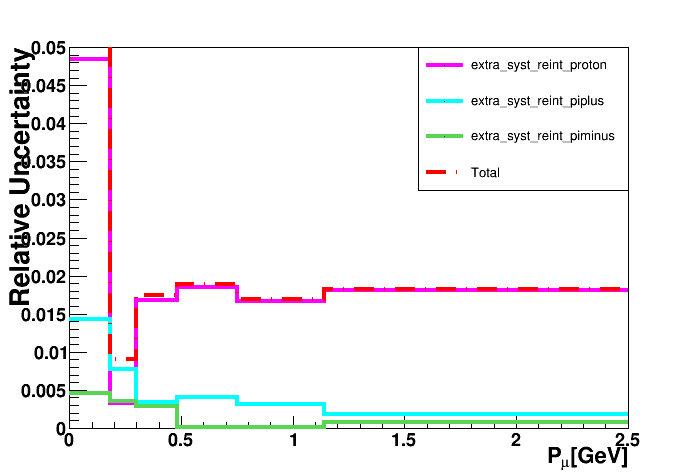 Relative Uncertainty
0.05
0.045
0.04
0.035
0.03
0.025
0.02
0.015
0.01
0.005
0
0 0.5 1 1.5 2 2.5
Pμ[GeV]
extra_syst_reint_proton
extra_syst_reint_piplus
extra_syst_reint_piminus
Total